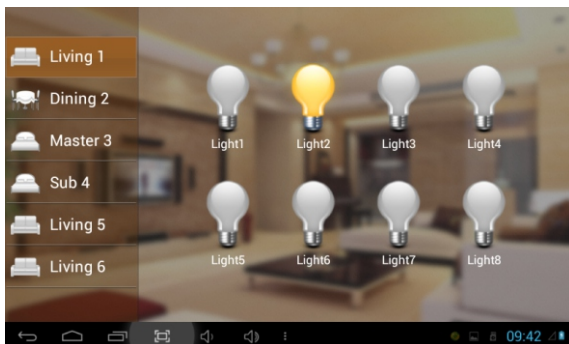 Living 1
Dining 2
Master 3
Sub 4
Living 5
Living 6
Light1 Light2 Light3 Light4
Light5 Light6 Light7 Light8
09:42